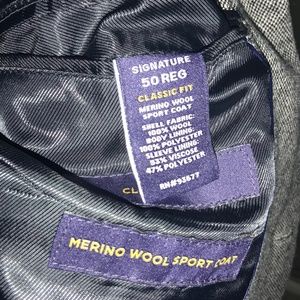 SIGNATURE
50 REG
CLASSIC FIT
MERINO WOOL
SPORT COAT
SHELL FABRIC:
100% WOOL
BODY LINING:
100% POLYESTER
SLEEVE LINING:
53% VISCOSE
47% POLYESTER
RN#93677
CL
MERINO WOOL SPORT COAT